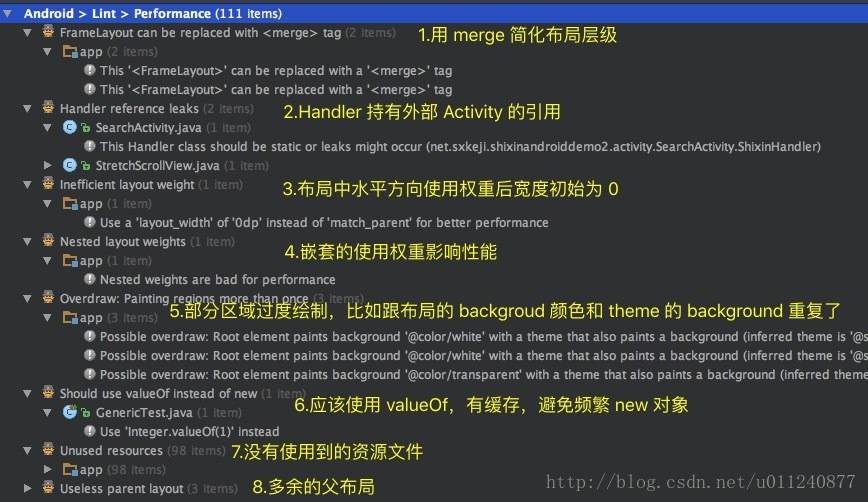 Android > Lint > Performance (111 items)
FrameLayout can be replaced with <merge> tag (2 items) 1.用 merge 简化布局层级
app (2 items)
This '<FrameLayout>' can be replaced with a '<merge>' tag
This '<FrameLayout>' can be replaced with a '<merge>' tag
Handler reference leaks (2 items) 2.Handler 持有外部 Activity 的引用
SearchActivity.java (1 item)
This Handler class should be static or leaks might occur (net.sxkeji.shixinandroiddemo2.activity.SearchActivity.ShixinHandler)
StretchScrollView.java (1 item)
Inefficient layout weight (1 item) 3.布局中水平方向使用权重后宽度初始为 0
app (1 item)
Use a 'layout_width' of '0dp' instead of 'match_parent' for better performance
Nested layout weights (1 item) 4.嵌套的使用权重影响性能
app (1 item)
Nested weights are bad for performance
Overdraw: Painting regions more than once (3 items)
5.部分区域过度绘制，比如跟布局的 backgroud 颜色和 theme 的 background 重复了
app (3 items)
Possible overdraw: Root element paints background '@color/white' with a theme that also paints a background (inferred theme is '@s
Possible overdraw: Root element paints background '@color/white' with a theme that also paints a background (inferred theme is '@s
Possible overdraw: Root element paints background '@color/transparent' with a theme that also paints a background (inferred theme
Should use valueOf instead of new (1 item) 6.应该使用 valueOf，有缓存，避免频繁 new 对象
GenericTest.java (1 item)
Use 'Integer.valueOf(1)' instead
Unused resources (98 items) 7.没有使用到的资源文件
app (98 items)
Useless parent layout (3 items) 8.多余的父布局
http://blog.csdn.net/u011240877